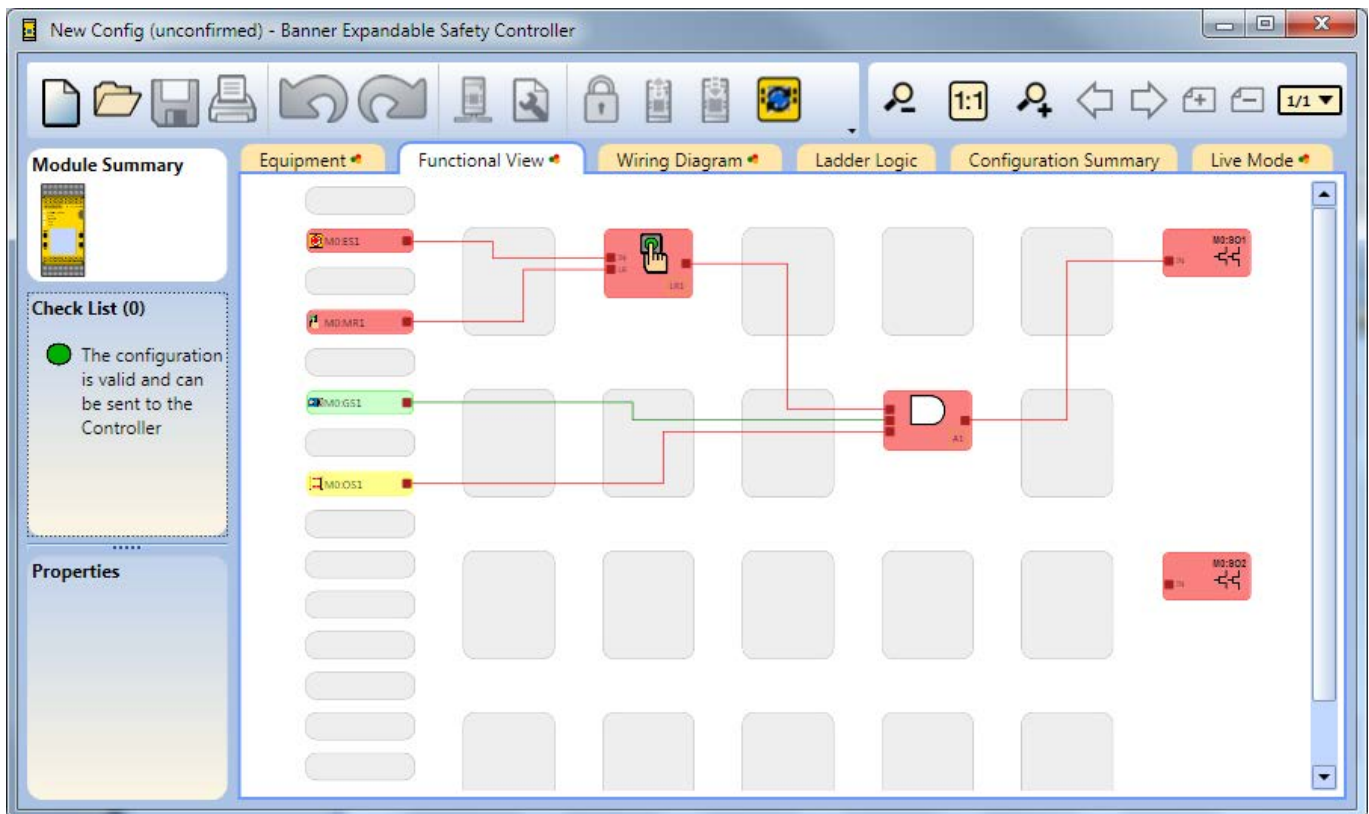 New Config (unconfirmed) - Banner Expandable Safety Controller
1:1
1/1
Module Summary
Equipment
Functional View
Wiring Diagram
Ladder Logic
Configuration Summary
Live Mode
Check List (0)
The configuration
is valid and can
be sent to the
Controller
Properties
M0:ES1
M0:MR1
M0:GS1
M0:OS1
IN
LR
LR1
A1
M0:SO1
IN
M0:SO2
IN